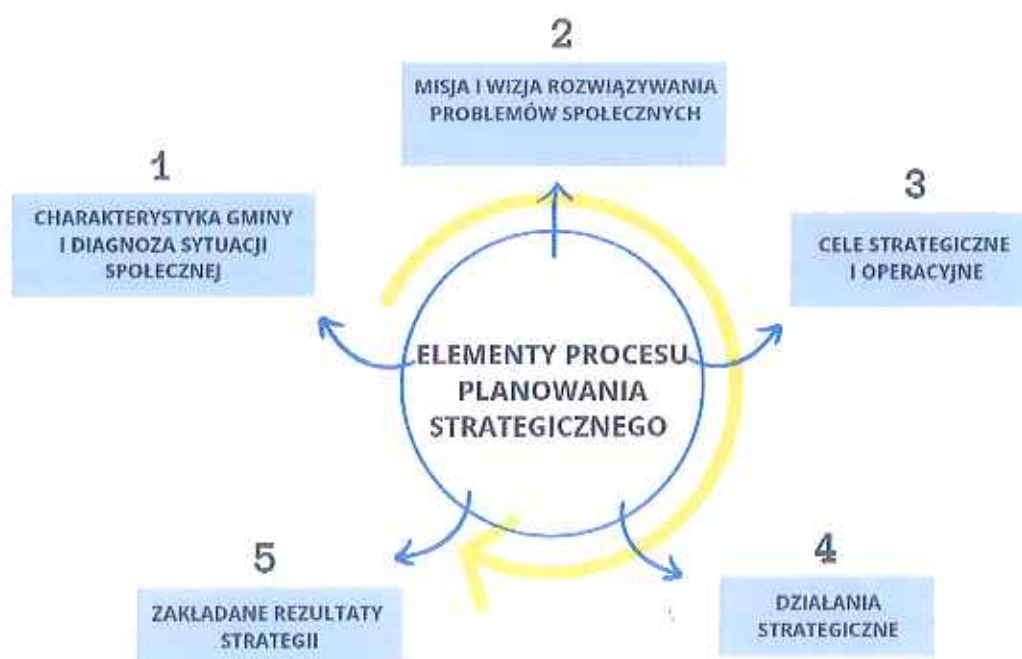 1
CHARAKTERYSTYKA GMINY
I DIAGNOZA SYTUACJI
SPOŁECZNEJ
2
MISJA I WIZJA ROZWIĄZYWANIA
PROBLEMÓW SPOŁECZNYCH
3
CELE STRATEGICZNE
I OPERACYJNE
ELEMENTY PROCESU
PLANOWANIA
STRATEGICZNEGO
4
DZIAŁANIA
STRATEGICZNE
5
ZAKŁADANE REZULTATY
STRATEGII